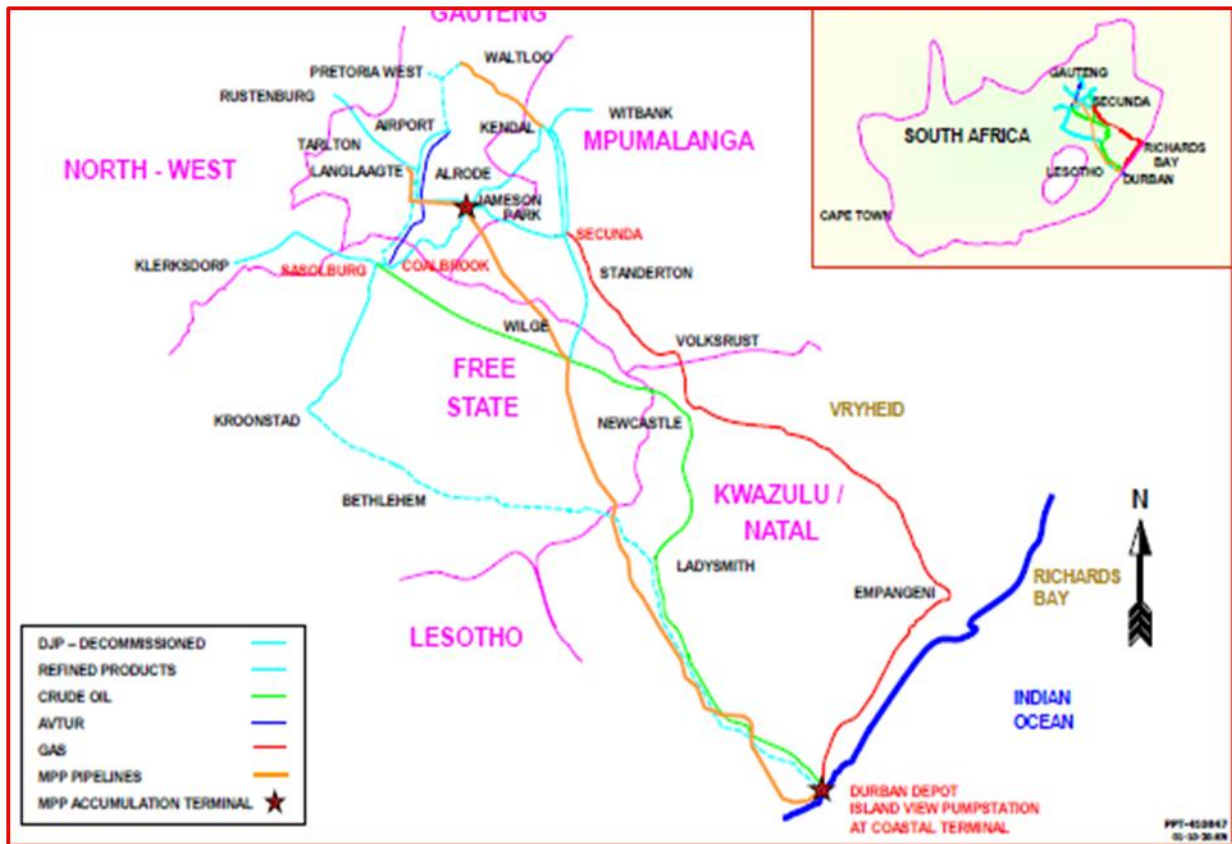 GAUTENG
WALTLOO
PRETORIA WEST
RUSTENBURG
WITBANK
AIRPORT
KENDAL
TARLTON
MPUMALANGA
NORTH - WEST
LANGLAAGTE
ALRODE
JAMESON
PARK
SECUNDA
KLERKSDORP
SASOLBURG
COALBROOK
STANDERTON
WILGE
VOLKSRUST
FREE
STATE
VRYHEID
KROONSTAD
NEWCASTLE
BETHLEHEM
KWAZULU /
NATAL
LADYSMITH
EMPANGENI
RICHARDS
BAY
LESOTHO
INDIAN
OCEAN
N
DURBAN DEPOT
ISLAND VIEW PUMPSTATION
AT COASTAL TERMINAL
GAUTENG
SECUNDA
SOUTH AFRICA
RICHARDS
BAY
LESOTHO
DURBAN
CAPE TOWN
DJP – DECOMMISSIONED
REFINED PRODUCTS
CRUDE OIL
AVTUR
GAS
MPP PIPELINES
MPP ACCUMULATION TERMINAL